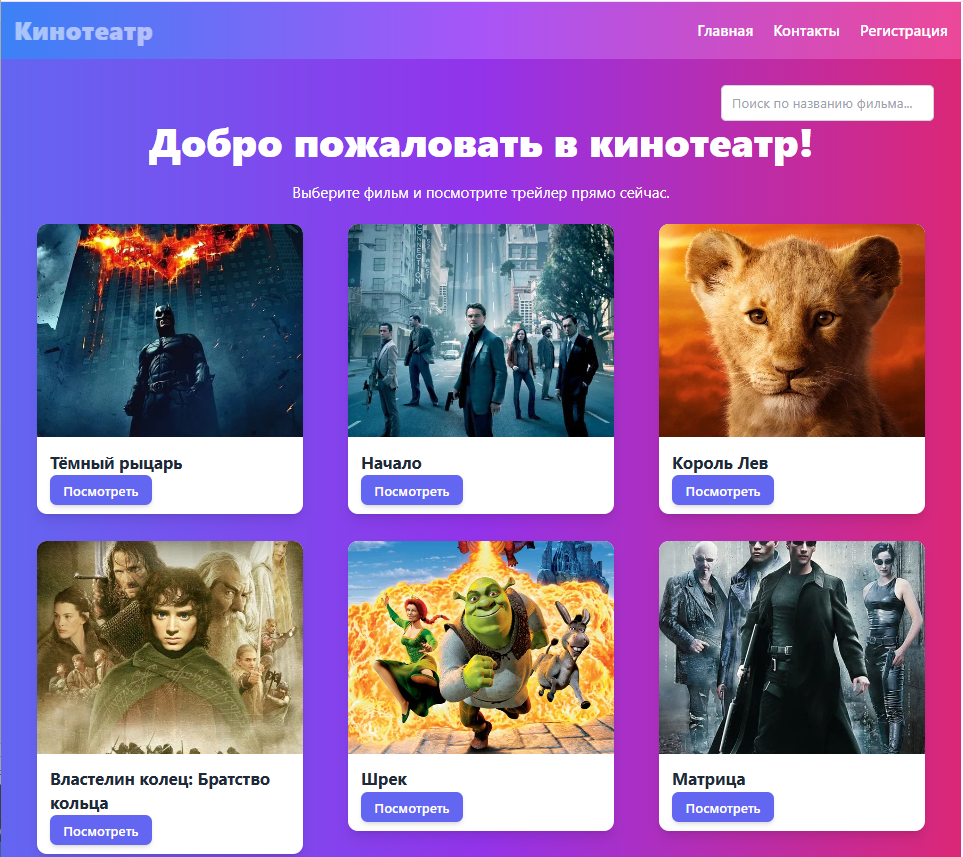 Кинотеатр
Главная Контакты Регистрация
Поиск по названию фильма...
Добро пожаловать в кинотеатр!
Выберите фильм и посмотрите трейлер прямо сейчас.
Тёмный рыцарь
Посмотреть
Начало
Посмотреть
Король Лев
Посмотреть
Властелин колец: Братство
кольца
Посмотреть
Шрек
Посмотреть
Матрица
Посмотреть